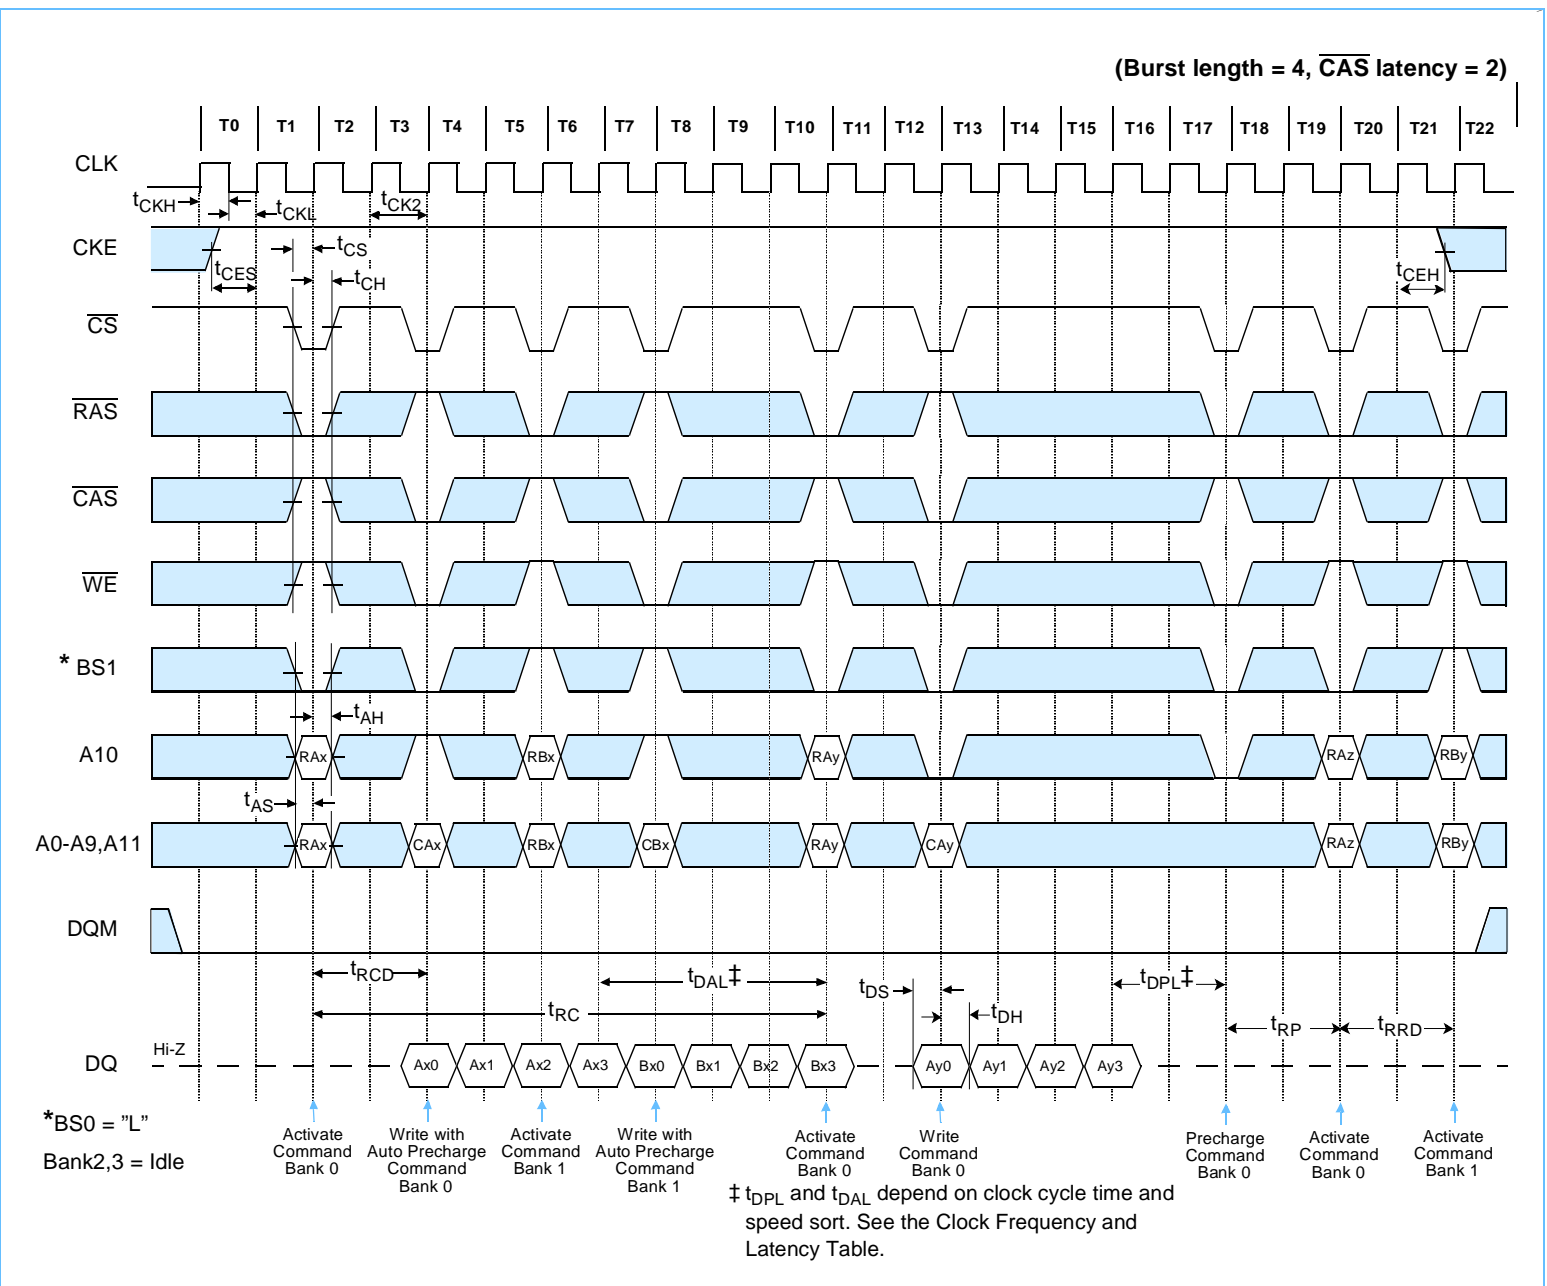 (Burst length = 4, CAS latency = 2)
T0 T1 T2 T3 T4 T5 T6 T7 T8 T9 T10 T11 T12 T13 T14 T15 T16 T17 T18 T19 T20 T21 T22
CLK
tCKH
tCKL
tCK2
CKE
tCS
tCES
tCH
tCEH
CS
RAS
CAS
WE
* BS1
tAH
A10
RAx
RBx
RAy
RAz
RBy
tAS
A0-A9,A11
RAx
CAx
RBx
CBx
RAy
CAy
RAz
RBy
DQM
tRCD
tDAL‡
tDS
tDPL‡
tRC
tDH
tRP
tRRD
DQ
Hi-Z
Ax0
Ax1
Ax2
Ax3
Bx0
Bx1
Bx2
Bx3
Ay0
Ay1
Ay2
Ay3
*BS0 = ”L”
Bank2,3 = Idle
Activate
Command
Bank 0
Write with
Auto Precharge
Command
Bank 0
Activate
Command
Bank 1
Write with
Auto Precharge
Command
Bank 1
Activate
Command
Bank 0
Write
Command
Bank 0
Precharge
Command
Bank 0
Activate
Command
Bank 0
Activate
Command
Bank 1
‡ tDPL and tDAL depend on clock cycle time and
speed sort. See the Clock Frequency and
Latency Table.